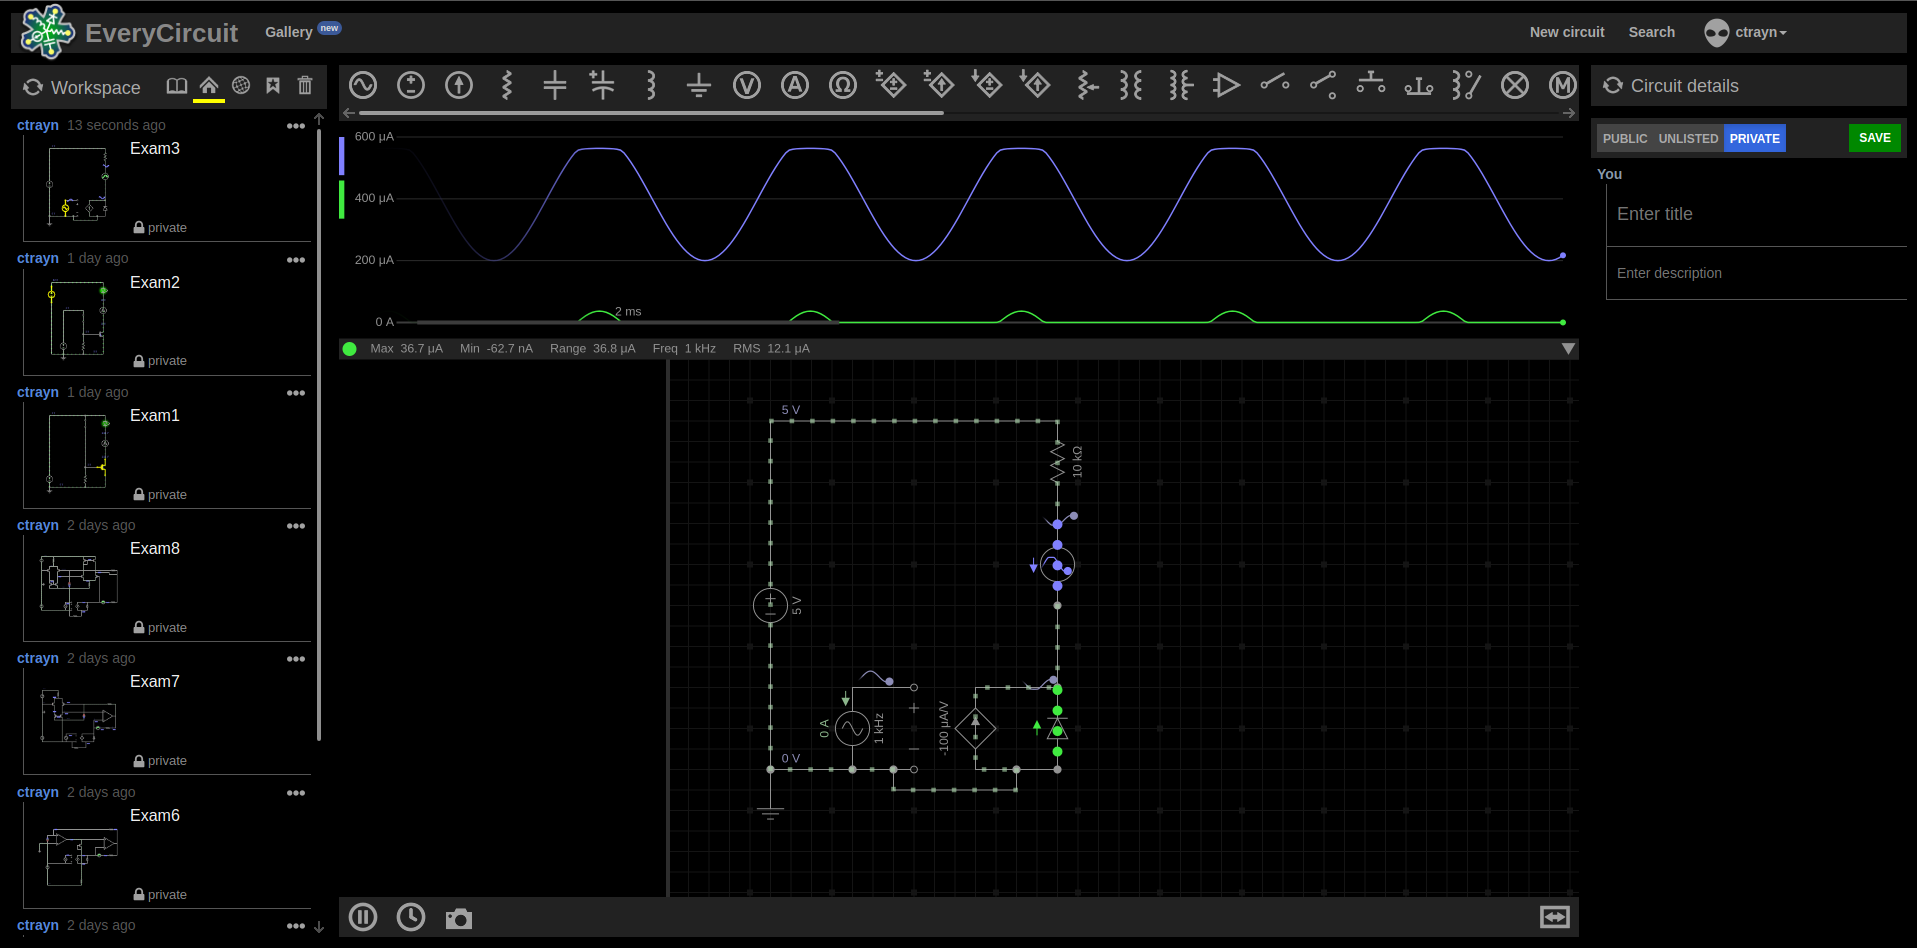 EveryCircuit
Gallery new
New circuit Search ctrayn
Workspace
Circuit details
ctrayn 13 seconds ago
Exam3
private
ctrayn 1 day ago
Exam2
private
ctrayn 1 day ago
Exam1
private
ctrayn 2 days ago
Exam8
private
ctrayn 2 days ago
Exam7
private
ctrayn 2 days ago
Exam6
private
ctrayn 2 days ago
V A Ω M
600 μA
400 μA
200 μA
0 A
2 ms
Max 36.7 μA Min -62.7 nA Range 36.8 μA Freq 1 kHz RMS 12.1 μA
5 V
10 kΩ
5 V
0 A
1 kHz
-100 μA/V
0 V
PUBLIC UNLISTED PRIVATE SAVE
You
Enter title
Enter description